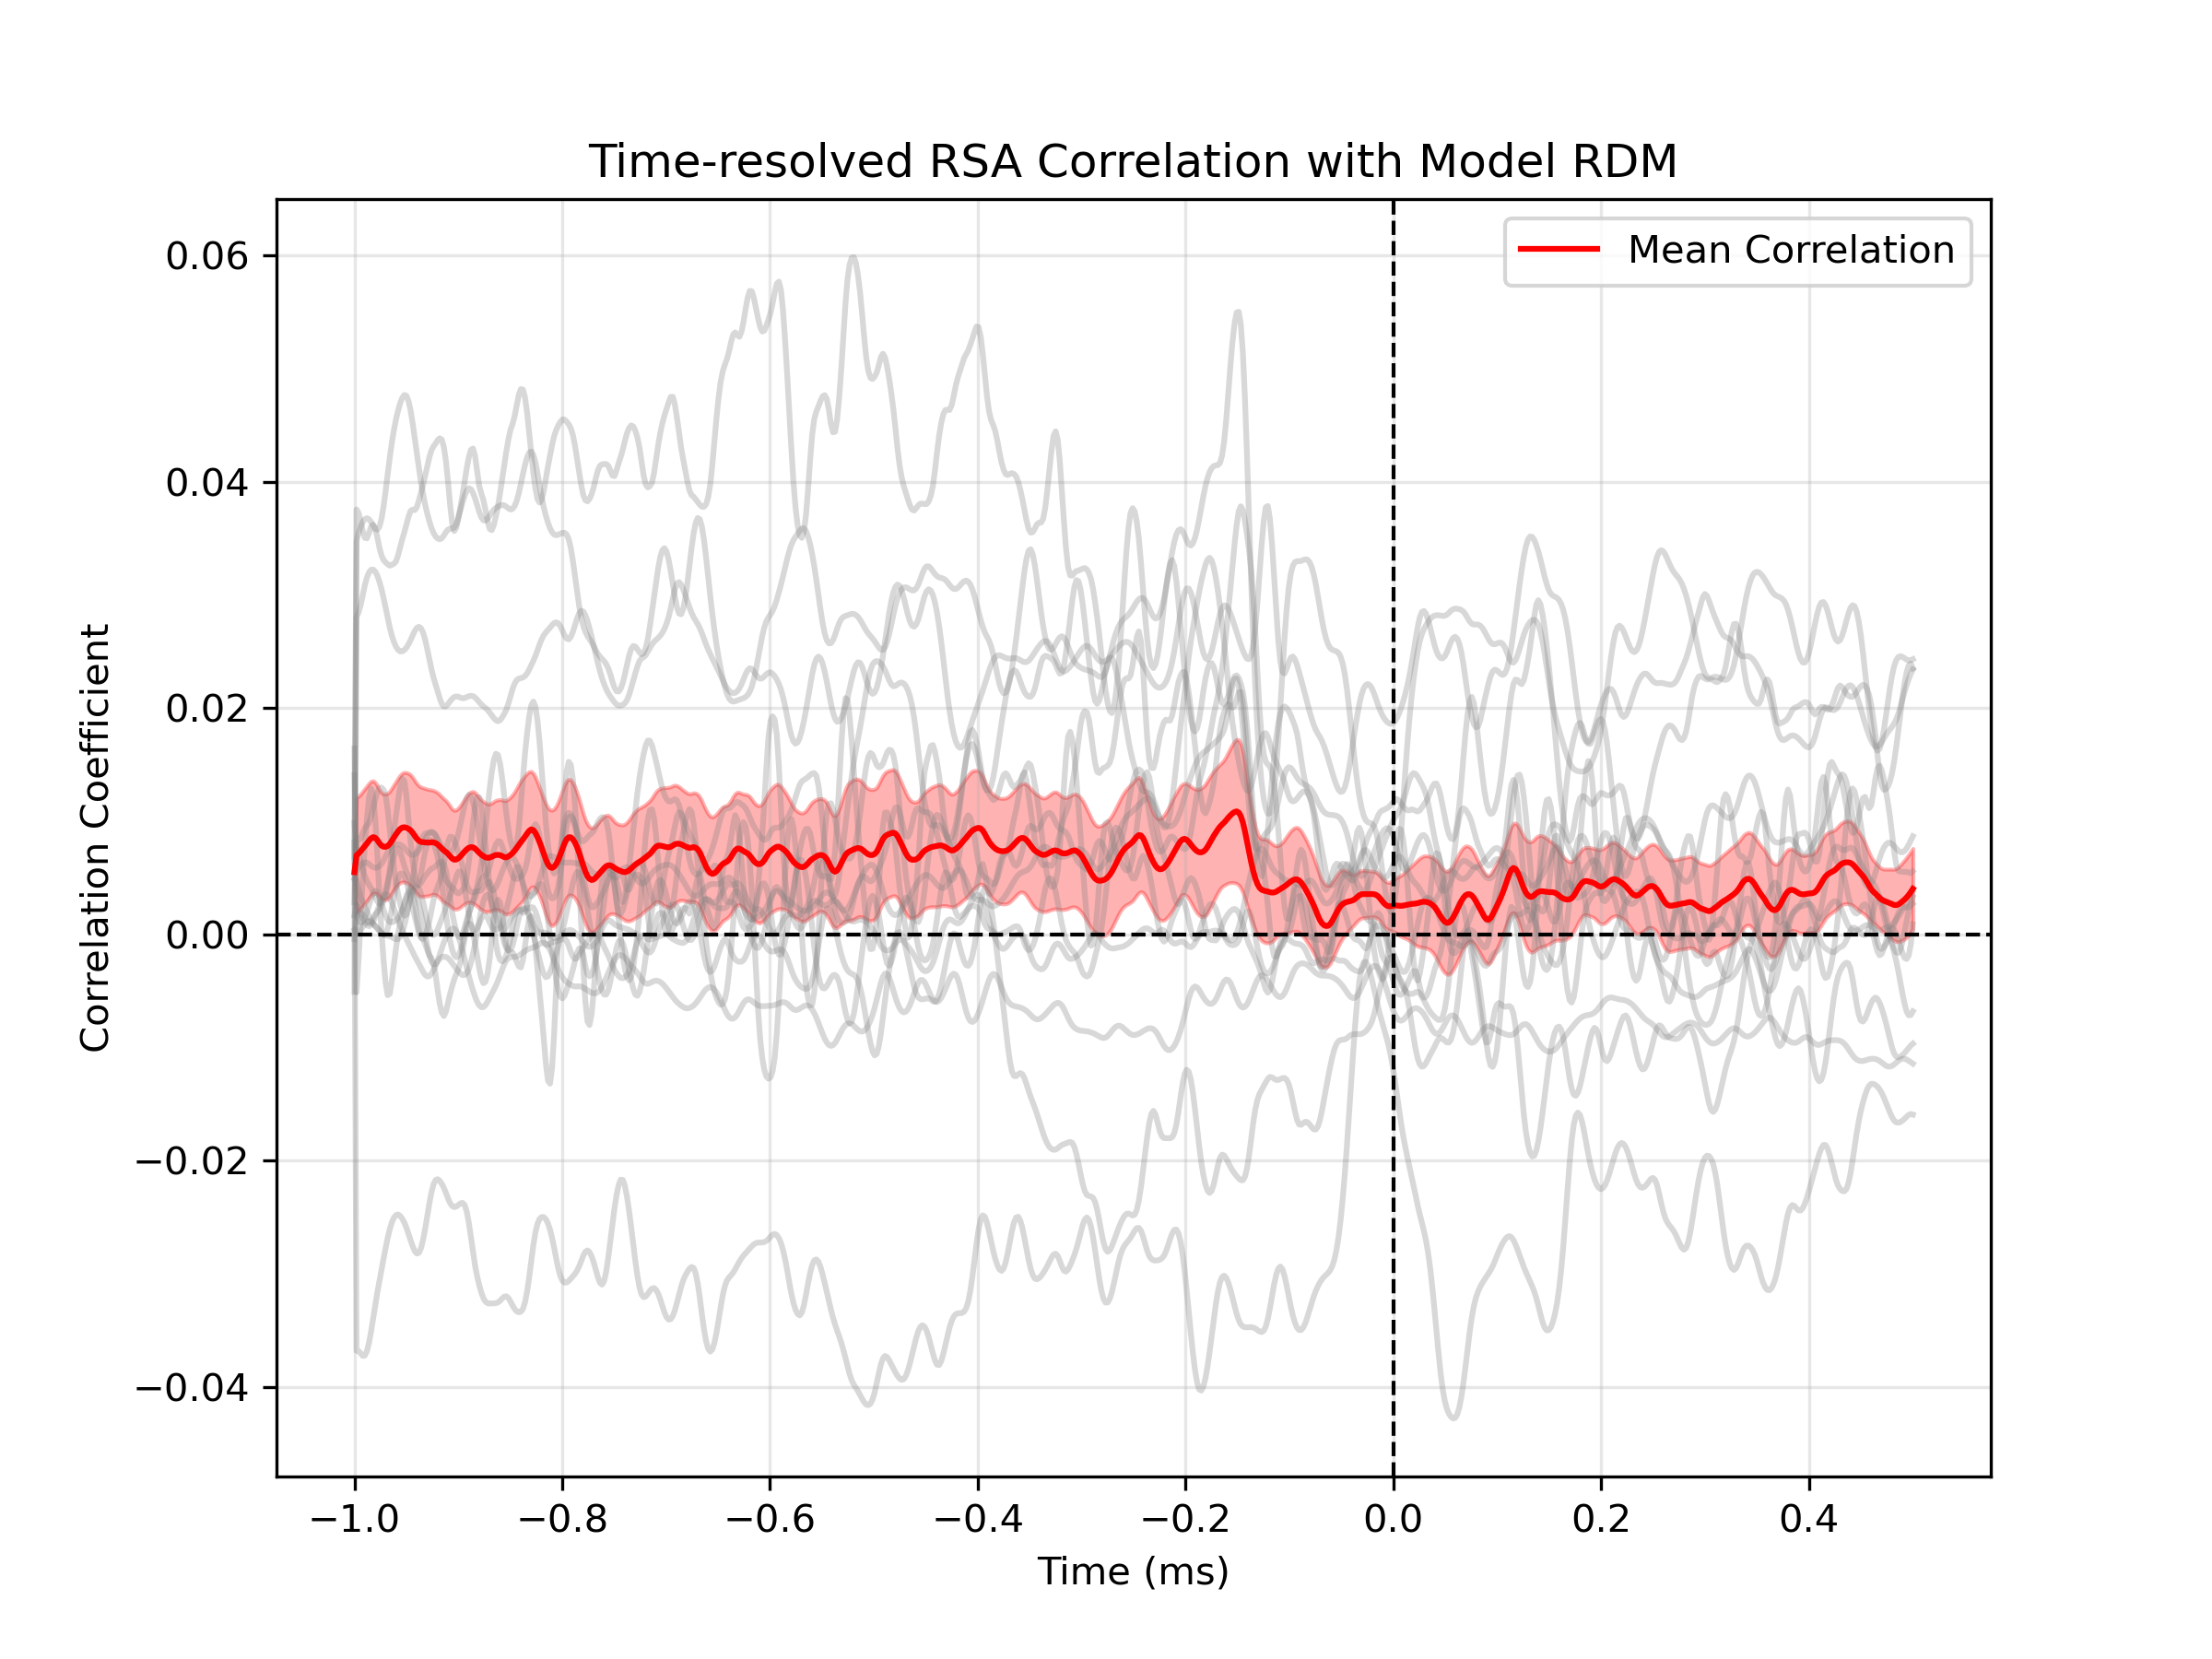 Time-resolved RSA Correlation with Model RDM
Mean Correlation
Correlation Coefficient
0.06
0.04
0.02
0.00
−0.02
−0.04
−1.0 −0.8 −0.6 −0.4 −0.2 0.0 0.2 0.4
Time (ms)